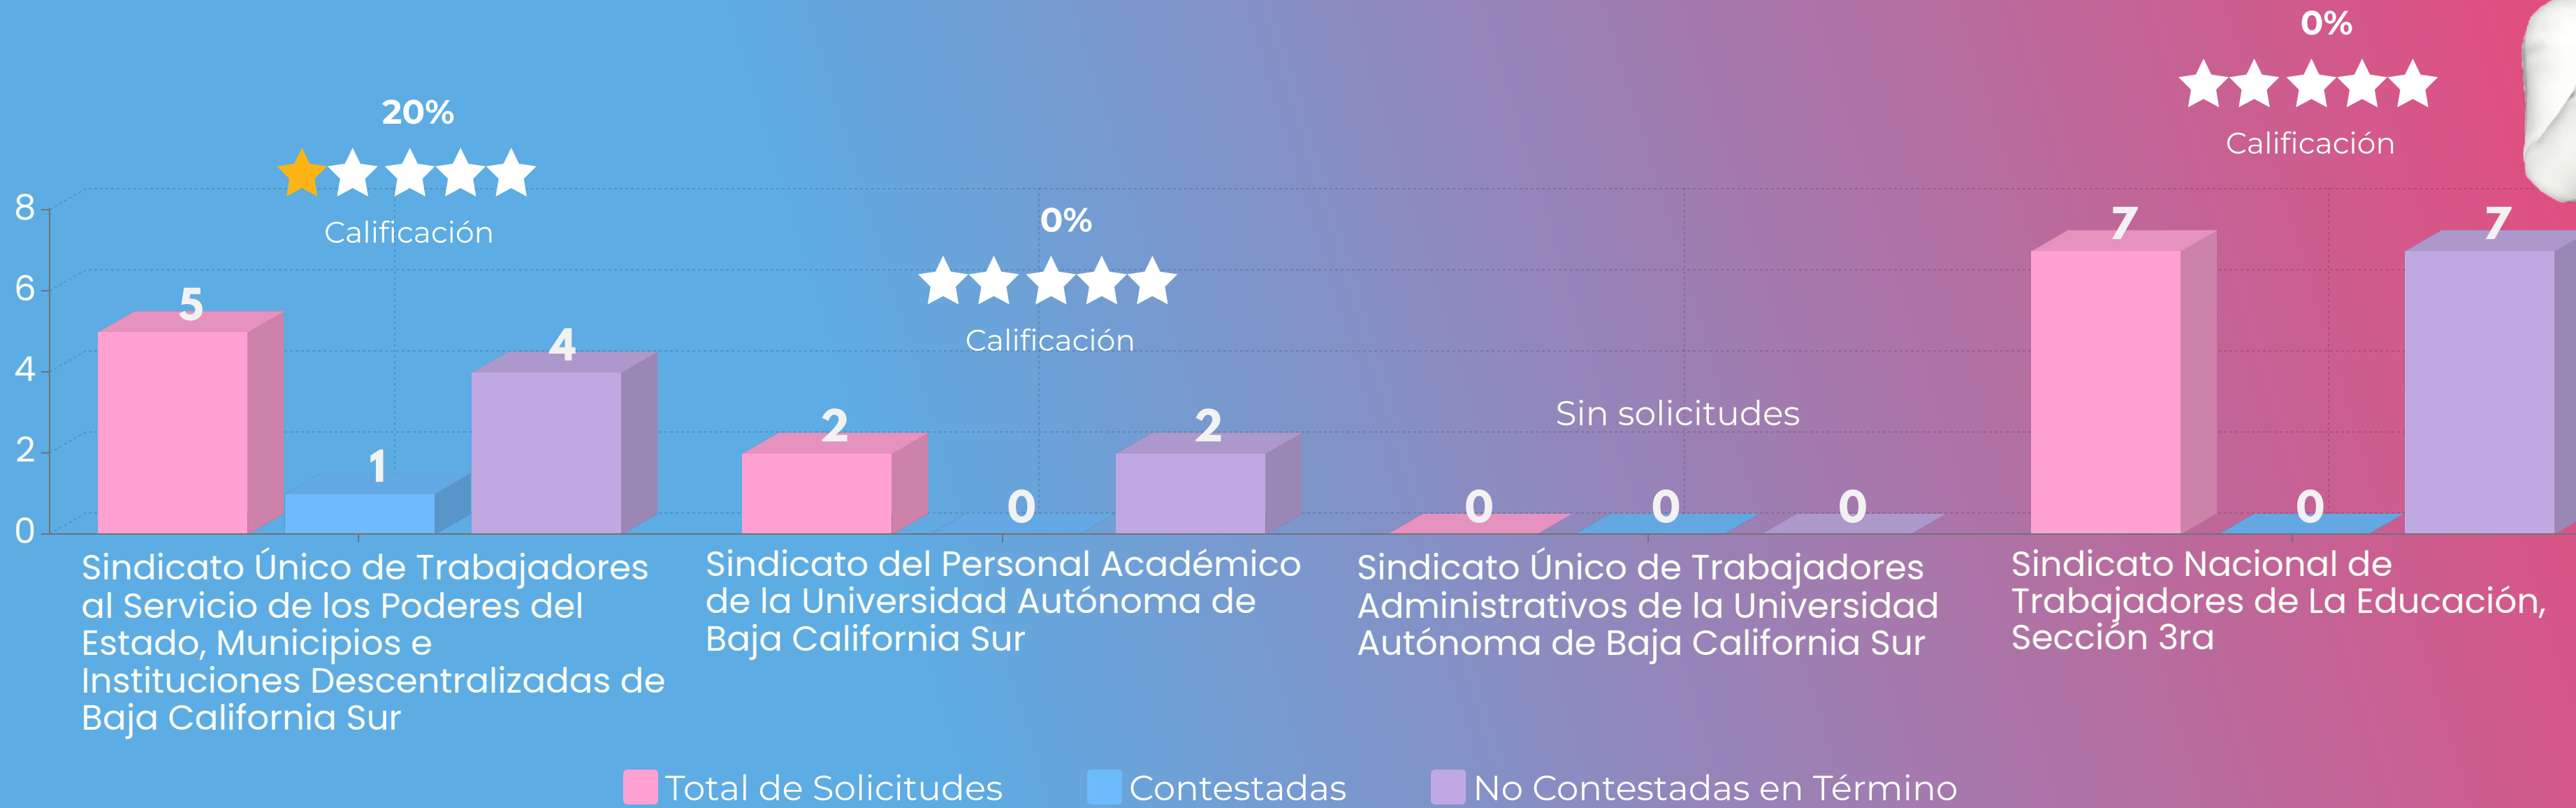 0%
Calificación
20%
Calificación
0%
Calificación
Sin solicitudes
8
6
4
2
0
5
1
4
2
0
2
0
0
0
7
0
7
Sindicato Único de Trabajadores
al Servicio de los Poderes del
Estado, Municipios e
Instituciones Descentralizadas de
Baja California Sur
Sindicato del Personal Académico
de la Universidad Autónoma de
Baja California Sur
Sindicato Único de Trabajadores
Administrativos de la Universidad
Autónoma de Baja California Sur
Sindicato Nacional de
Trabajadores de La Educación,
Sección 3ra
Total de Solicitudes
Contestadas
No Contestadas en Término